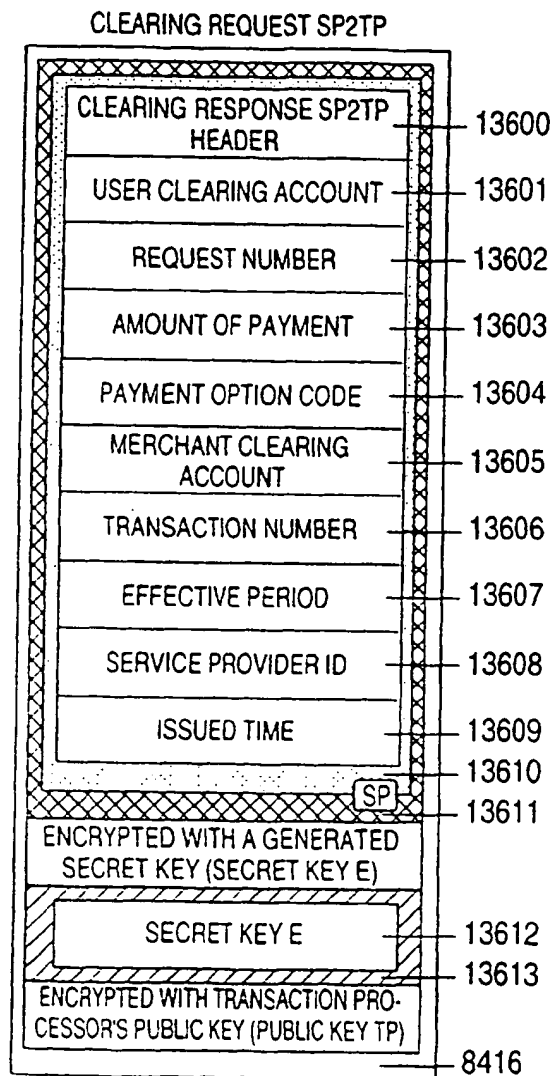 CLEARING REQUEST SP2TP
CLEARING RESPONSE SP2TP
HEADER
13600
USER CLEARING ACCOUNT
13601
REQUEST NUMBER
13602
AMOUNT OF PAYMENT
13603
PAYMENT OPTION CODE
13604
MERCHANT CLEARING
ACCOUNT
13605
TRANSACTION NUMBER
13606
EFFECTIVE PERIOD
13607
SERVICE PROVIDER ID
13608
ISSUED TIME
13609
13610
SP
13611
ENCRYPTED WITH A GENERATED
SECRET KEY (SECRET KEY E)
SECRET KEY E
13612
13613
ENCRYPTED WITH TRANSACTION PRO-
CESSOR'S PUBLIC KEY (PUBLIC KEY TP)
8416